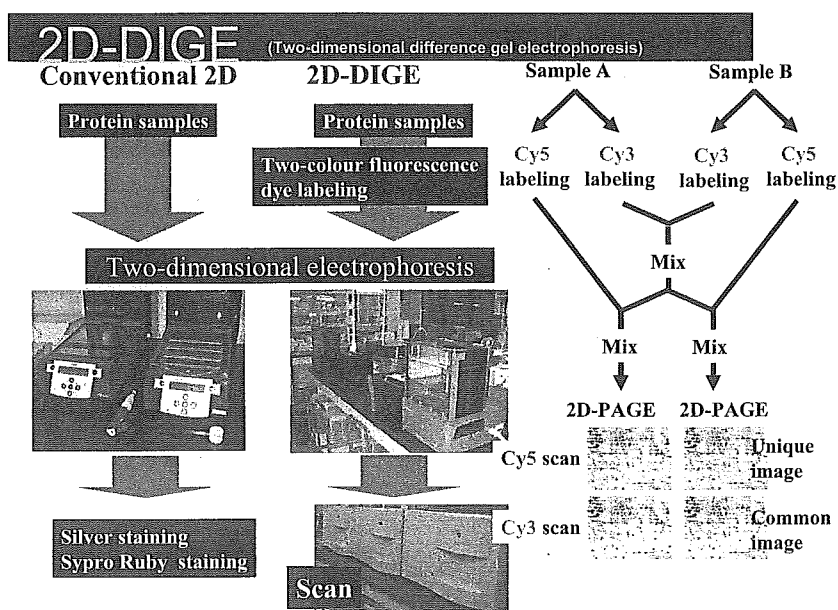 2D-DIGE (Two-dimensional difference gel electrophoresis)
Conventional 2D
2D-DIGE
Protein samples
Protein samples
Two-colour fluorescence
dye labeling
Two-dimensional electrophoresis
Silver staining
Sypro Ruby staining
Scan
Sample A
Sample B
Cy5
labeling
Cy3
labeling
Cy3
labeling
Cy5
labeling
Mix
Mix
Mix
2D-PAGE
2D-PAGE
Cy5 scan
Unique
image
Cy3 scan
Common
image